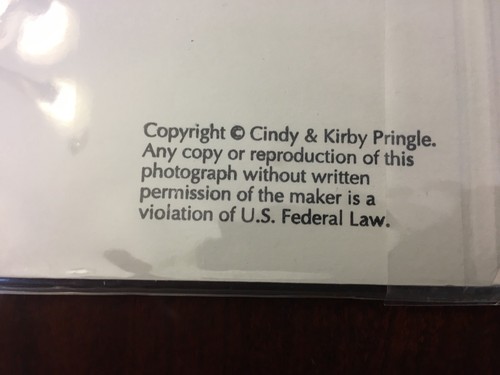 Copyright © Cindy & Kirby Pringle.
Any copy or reproduction of this
photograph without written
permission of the maker is a
violation of U.S. Federal Law.